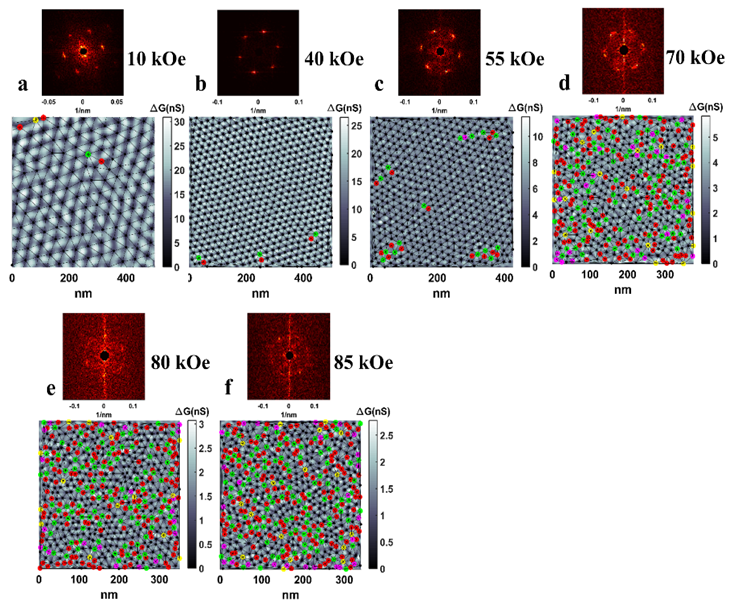 10 kOe
40 kOe
55 kOe
70 kOe
a
b
c
d
-0.05 0 0.05
-0.1 0 0.1
-0.1 0 0.1
-0.1 0 0.1
1/nm
1/nm
1/nm
1/nm
ΔG(nS)
ΔG(nS)
ΔG(nS)
ΔG(nS)
30
25
20
15
10
5
0
25
20
15
10
5
0
10
8
6
4
2
0
5
4
3
2
1
0
0 200 400
0 200 400
0 200 400
0 100 200 300
nm
nm
nm
nm
80 kOe
85 kOe
e
f
-0.1 0 0.1
-0.1 0 0.1
1/nm
1/nm
ΔG(nS)
ΔG(nS)
3
2.5
2
1.5
1
0.5
0
2.5
2
1.5
1
0.5
0
0 100 200 300
0 100 200 300
nm
nm